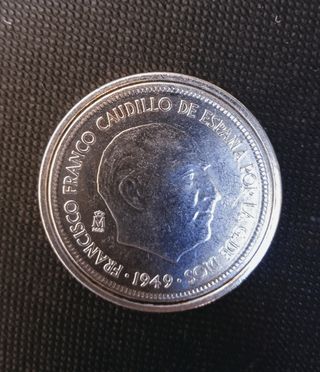 FRANCISCO FRANCO CAUDILLO DE ESPAÑA POR LA G. DE DIOS
· 1949 ·
M